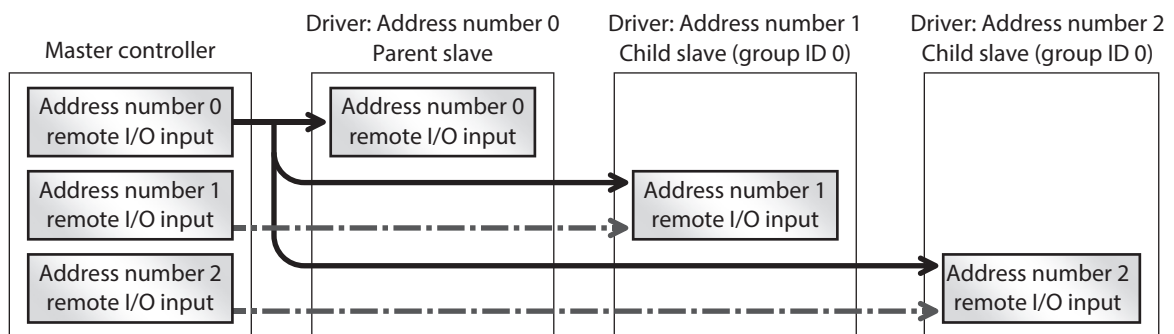 Master controller
Address number 0
remote I/O input
Address number 1
remote I/O input
Address number 2
remote I/O input
Driver: Address number 0
Parent slave
Address number 0
remote I/O input
Driver: Address number 1
Child slave (group ID 0)
Address number 1
remote I/O input
Driver: Address number 2
Child slave (group ID 0)
Address number 2
remote I/O input